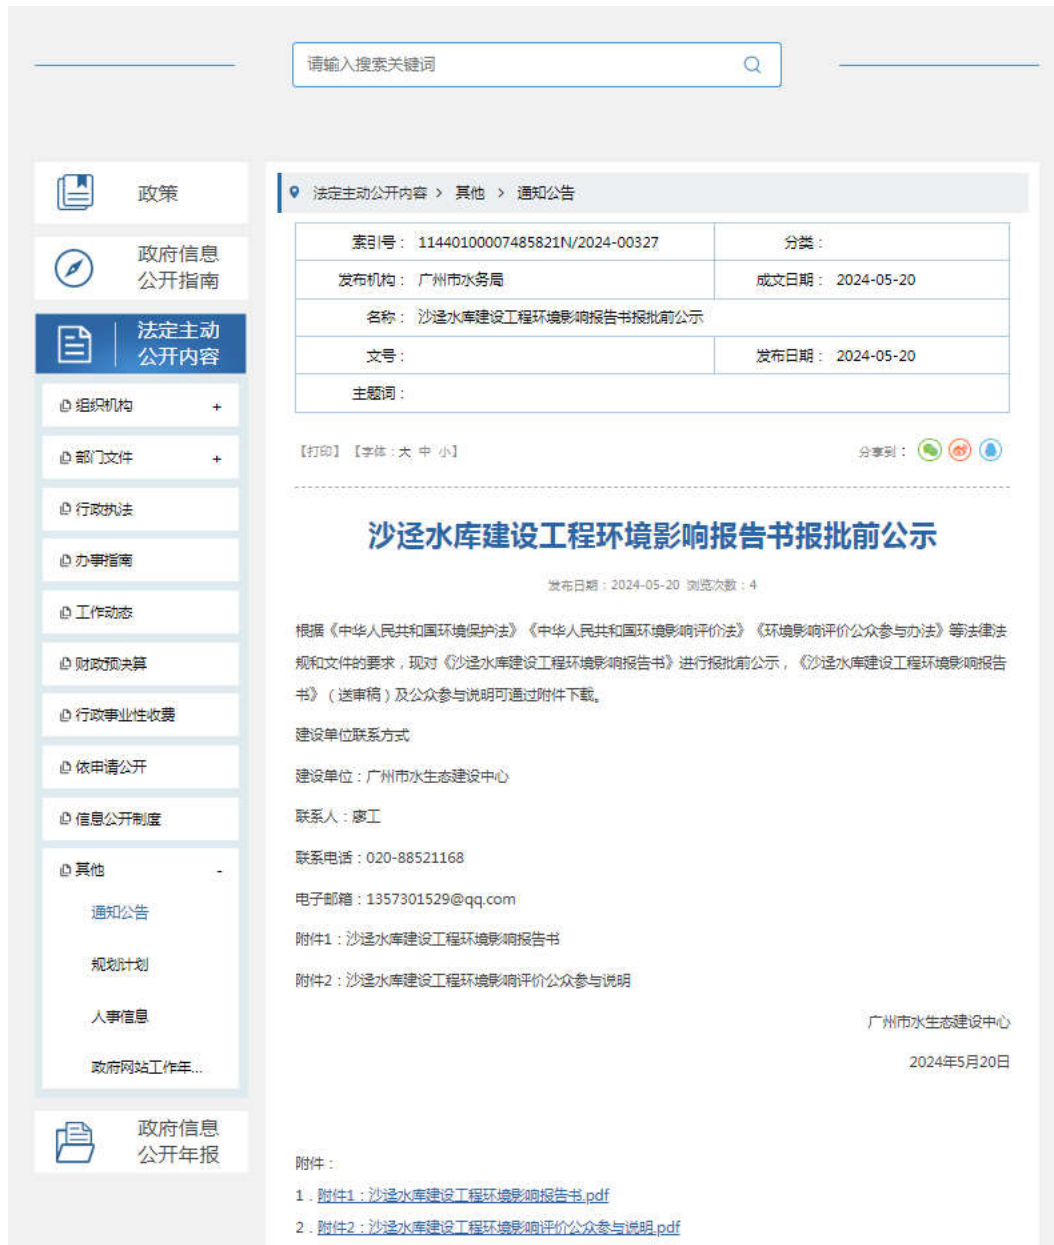 请输入搜索关键词
政策
政府信息
公开指南
法定主动
公开内容
组织机构 +
部门文件 +
行政执法
办事指南
工作动态
财政预决算
行政事业性收费
依申请公开
信息公开制度
其他 -
通知公告
规划计划
人事信息
政府网站工作年...
政府信息
公开年报
法定主动公开内容 > 其他 > 通知公告
索引号： 11440100007485821N/2024-00327 分类：
发布机构： 广州市水务局 成文日期： 2024-05-20
名称： 沙迳水库建设工程环境影响报告书报批前公示
文号： 发布日期： 2024-05-20
主题词：
【打印】 【字体：大 中 小】 分享到：
沙迳水库建设工程环境影响报告书报批前公示
发布日期：2024-05-20 浏览次数：4
根据《中华人民共和国环境保护法》《中华人民共和国环境影响评价法》《环境影响评价公众参与办法》等法律法
规和文件的要求，现对《沙迳水库建设工程环境影响报告书》进行报批前公示，《沙迳水库建设工程环境影响报告
书》（送审稿）及公众参与说明可通过附件下载。
建设单位联系方式
建设单位：广州市水生态建设中心
联系人：廖工
联系电话：020-88521168
电子邮箱：1357301529@qq.com
附件1：沙迳水库建设工程环境影响报告书
附件2：沙迳水库建设工程环境影响评价公众参与说明
广州市水生态建设中心
2024年5月20日
附件：
1．附件1：沙迳水库建设工程环境影响报告书.pdf
2．附件2：沙迳水库建设工程环境影响评价公众参与说明.pdf